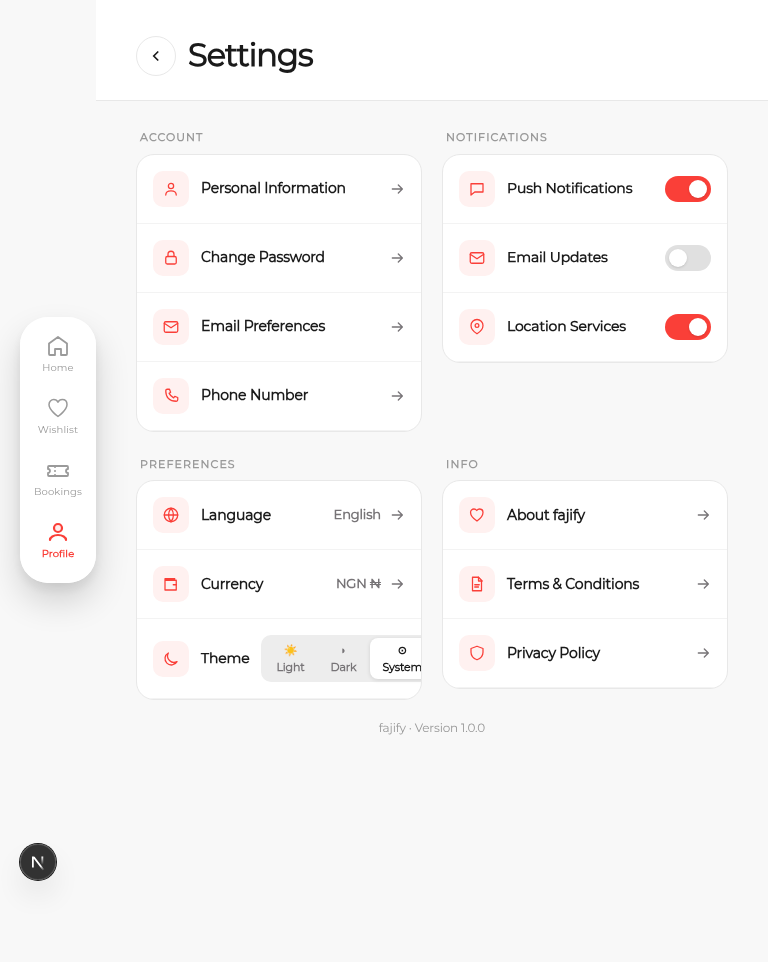 Settings
ACCOUNT
Personal Information
Change Password
Email Preferences
Phone Number
NOTIFICATIONS
Push Notifications
Email Updates
Location Services
Home
Wishlist
Bookings
Profile
PREFERENCES
Language English
Currency NGN ₦
Theme Light Dark System
INFO
About fajify
Terms & Conditions
Privacy Policy
fajify · Version 1.0.0
N